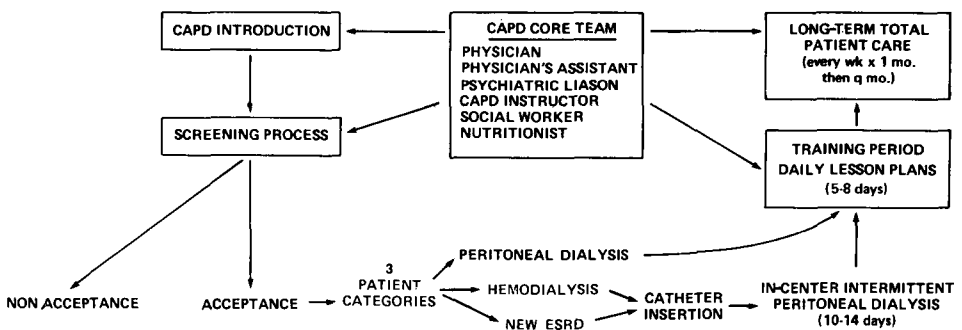 CAPD INTRODUCTION
SCREENING PROCESS
CAPD CORE TEAM
PHYSICIAN
PHYSICIAN'S ASSISTANT
PSYCHIATRIC LIASON
CAPD INSTRUCTOR
SOCIAL WORKER
NUTRITIONIST
LONG-TERM TOTAL
PATIENT CARE
(every wk x 1 mo.
then q mo.)
TRAINING PERIOD
DAILY LESSON PLANS
(5-8 days)
NON ACCEPTANCE
ACCEPTANCE
3
PATIENT
CATEGORIES
PERITONEAL DIALYSIS
HEMODIALYSIS
NEW ESRD
CATHETER
INSERTION
IN-CENTER INTERMITTENT
PERITONEAL DIALYSIS
(10-14 days)